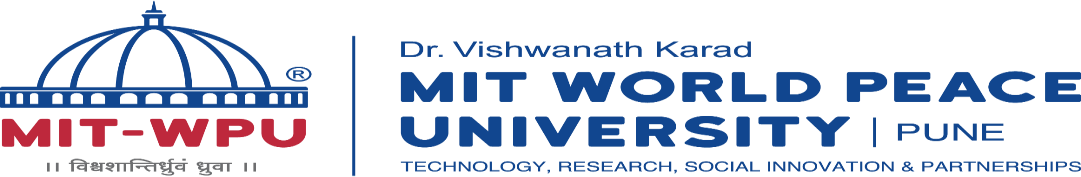 ®
MIT-WPU
।। विश्वशान्तिर्ध्रुवं ध्रुवा ।।
Dr. Vishwanath Karad
MIT WORLD PEACE
UNIVERSITY | PUNE
TECHNOLOGY, RESEARCH, SOCIAL INNOVATION & PARTNERSHIPS